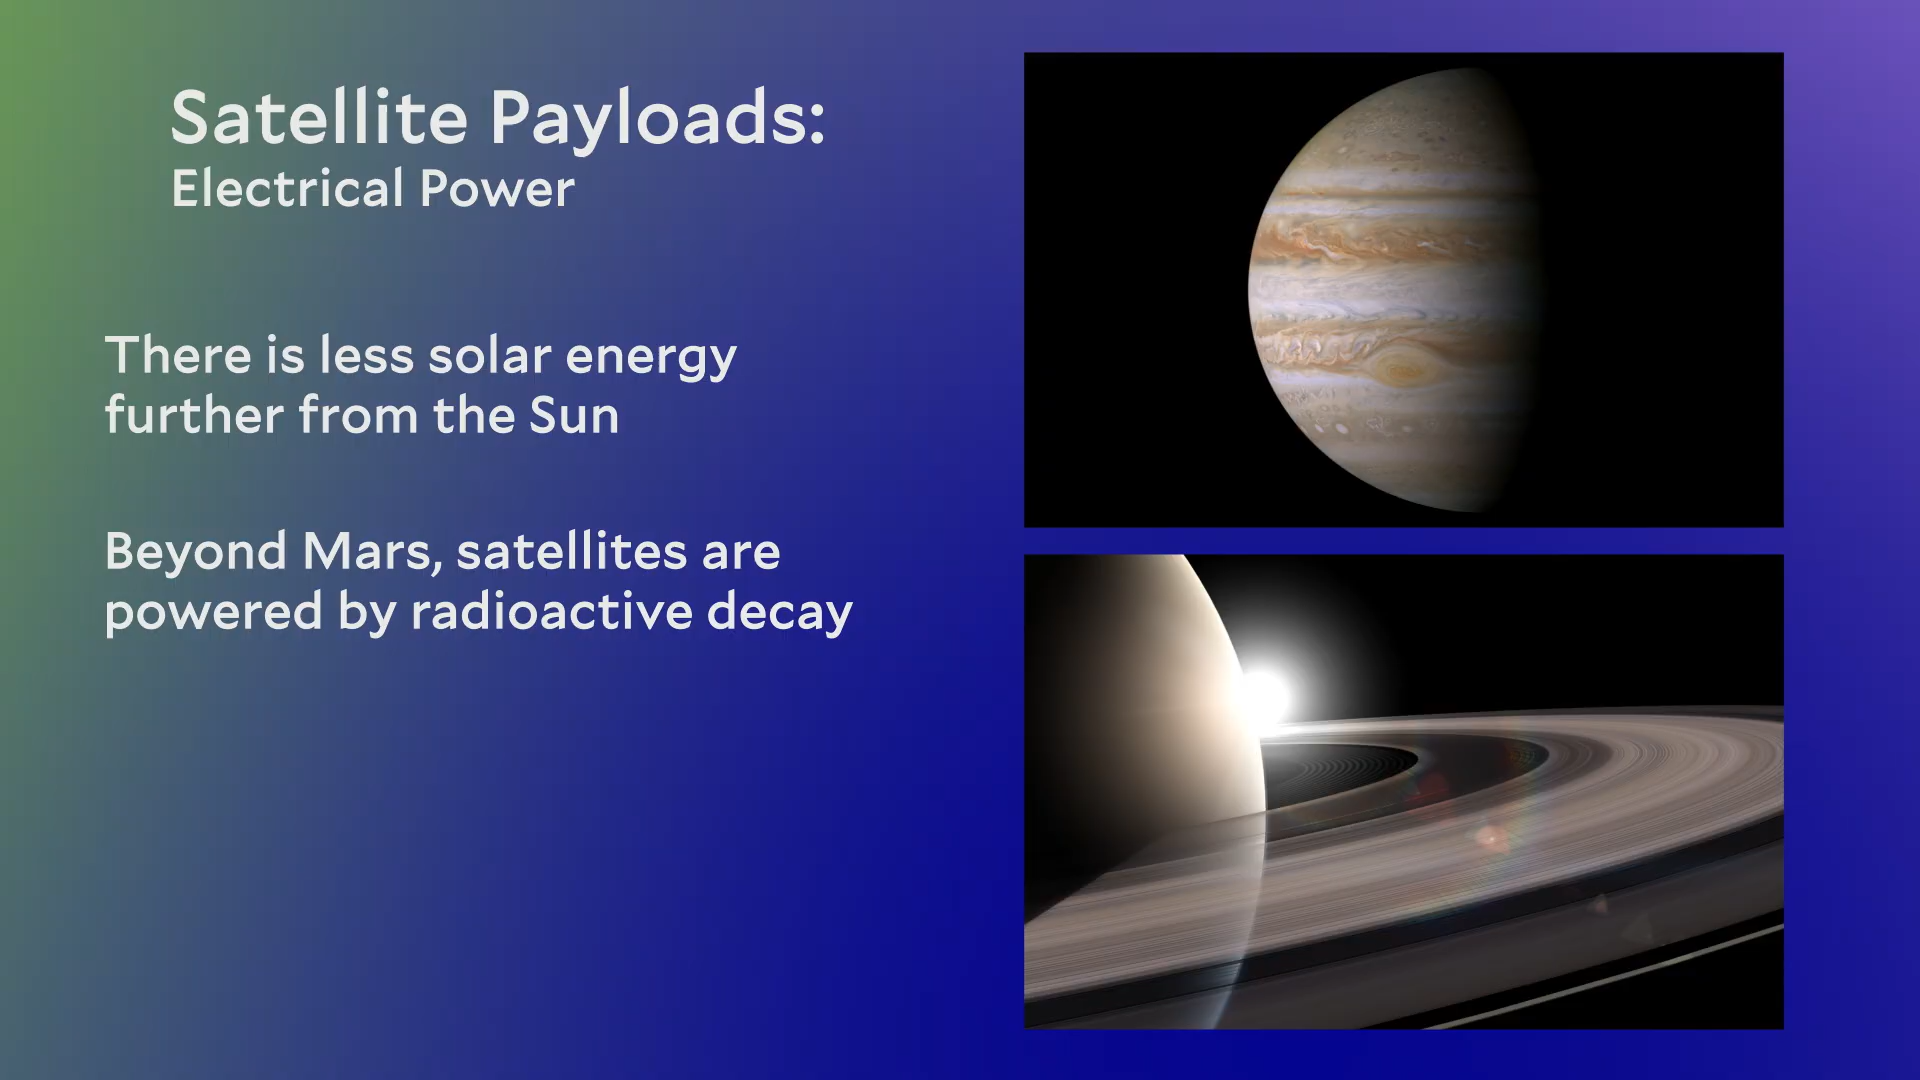 Satellite Payloads:
Electrical Power
There is less solar energy
further from the Sun
Beyond Mars, satellites are
powered by radioactive decay